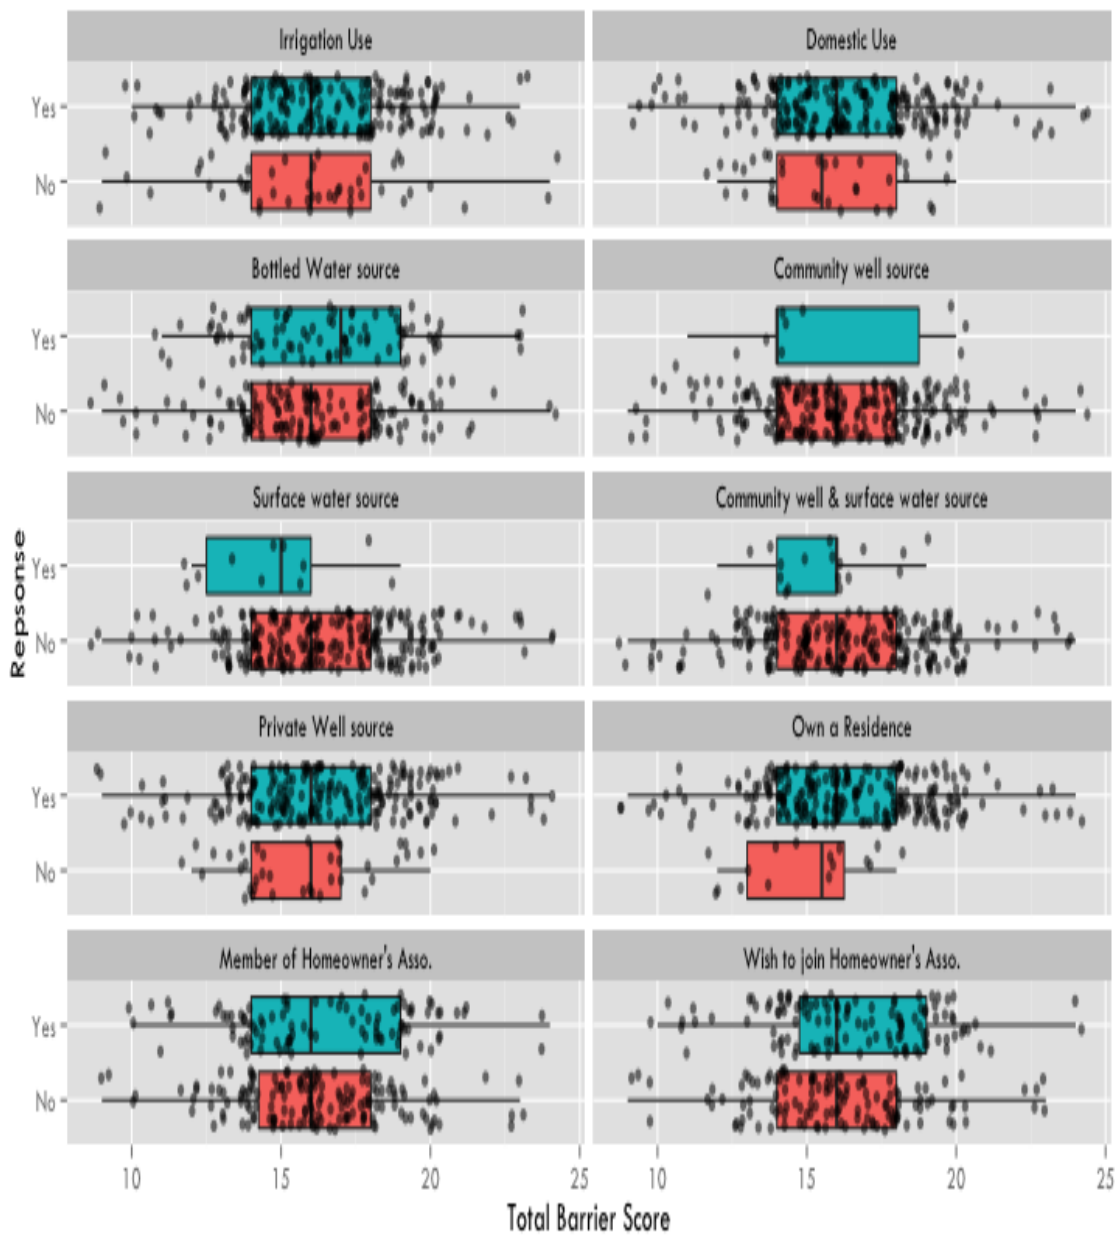 Irrigation Use
Domestic Use
Yes
No
Bottled Water source
Community well source
Yes
No
Surface water source
Community well & surface water source
Yes
No
Repsonse
Private Well source
Own a Residence
Yes
No
Member of Homeowner's Asso.
Wish to join Homeowner's Asso.
Yes
No
10 15 20 25 10 15 20 25
Total Barrier Score